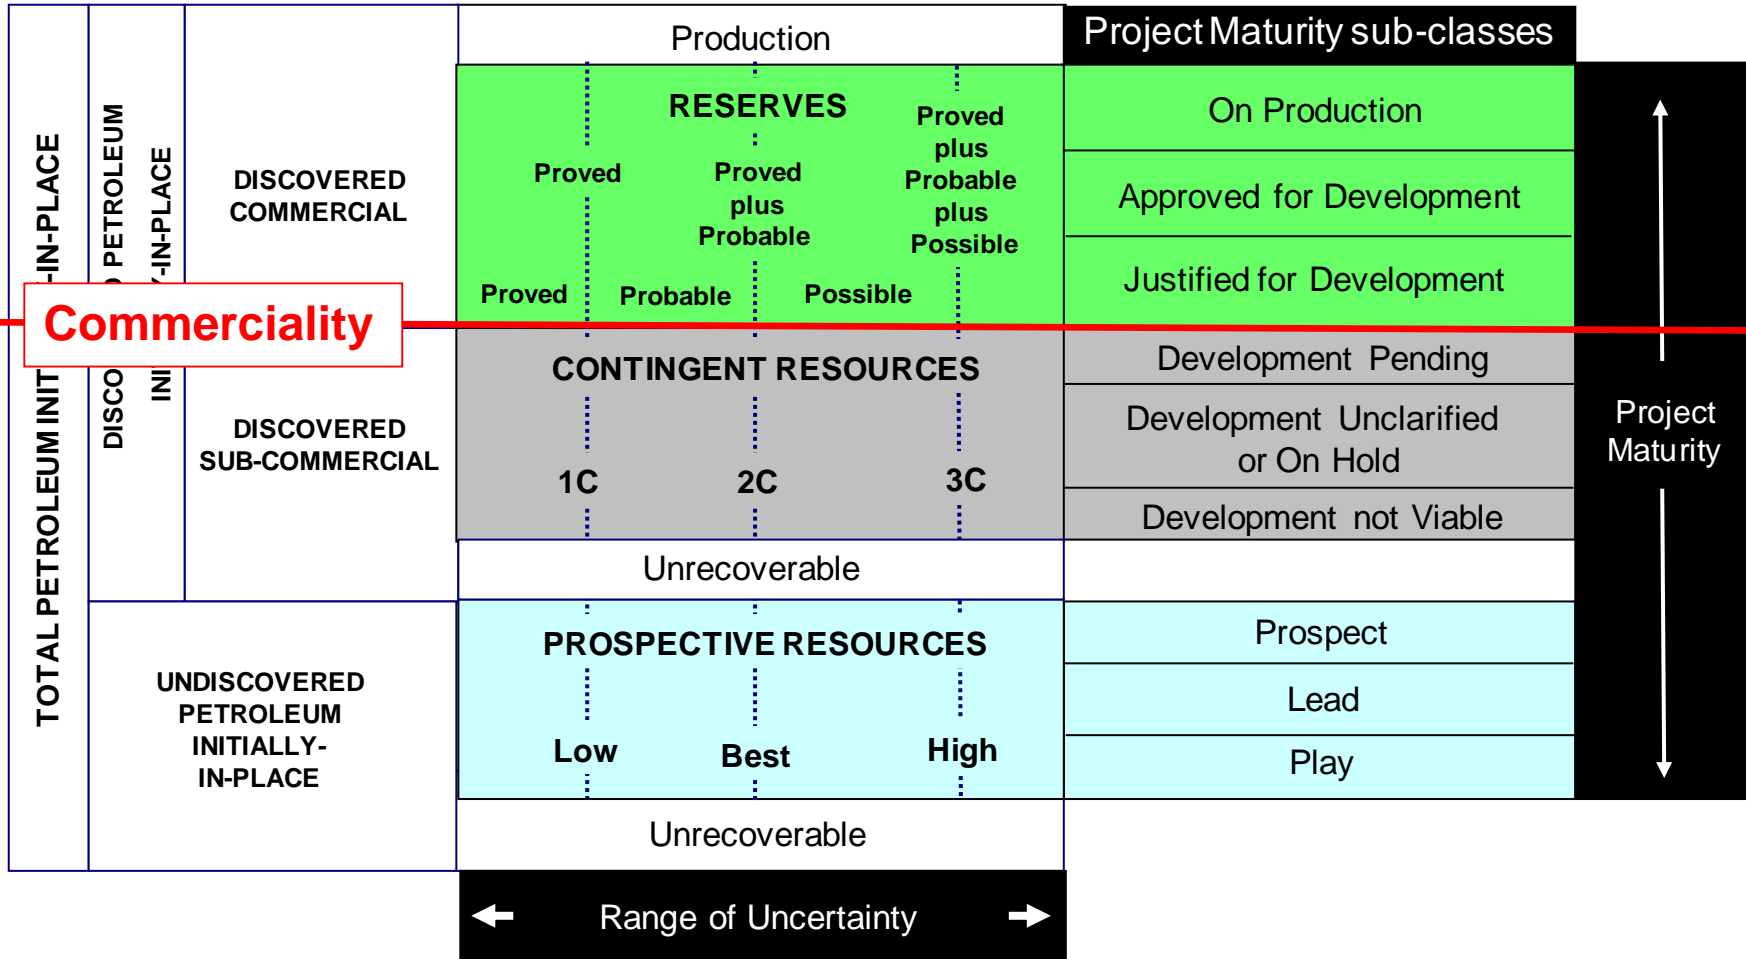 Production
Project Maturity sub-classes
TOTAL PETROLEUM INIT
-IN-PLACE
DISCO
D PETROLEUM
INI
Y-IN-PLACE
DISCOVERED
COMMERCIAL
RESERVES
Proved
Proved
plus
Probable
Proved
plus
Probable
plus
Possible
Proved
Probable
Possible
On Production
Approved for Development
Justified for Development
Commerciality
DISCOVERED
SUB-COMMERCIAL
CONTINGENT RESOURCES
1C
2C
3C
Development Pending
Development Unclarified
or On Hold
Development not Viable
Project
Maturity
Unrecoverable
UNDISCOVERED
PETROLEUM
INITIALLY-
IN-PLACE
PROSPECTIVE RESOURCES
Low
Best
High
Prospect
Lead
Play
Unrecoverable
Range of Uncertainty